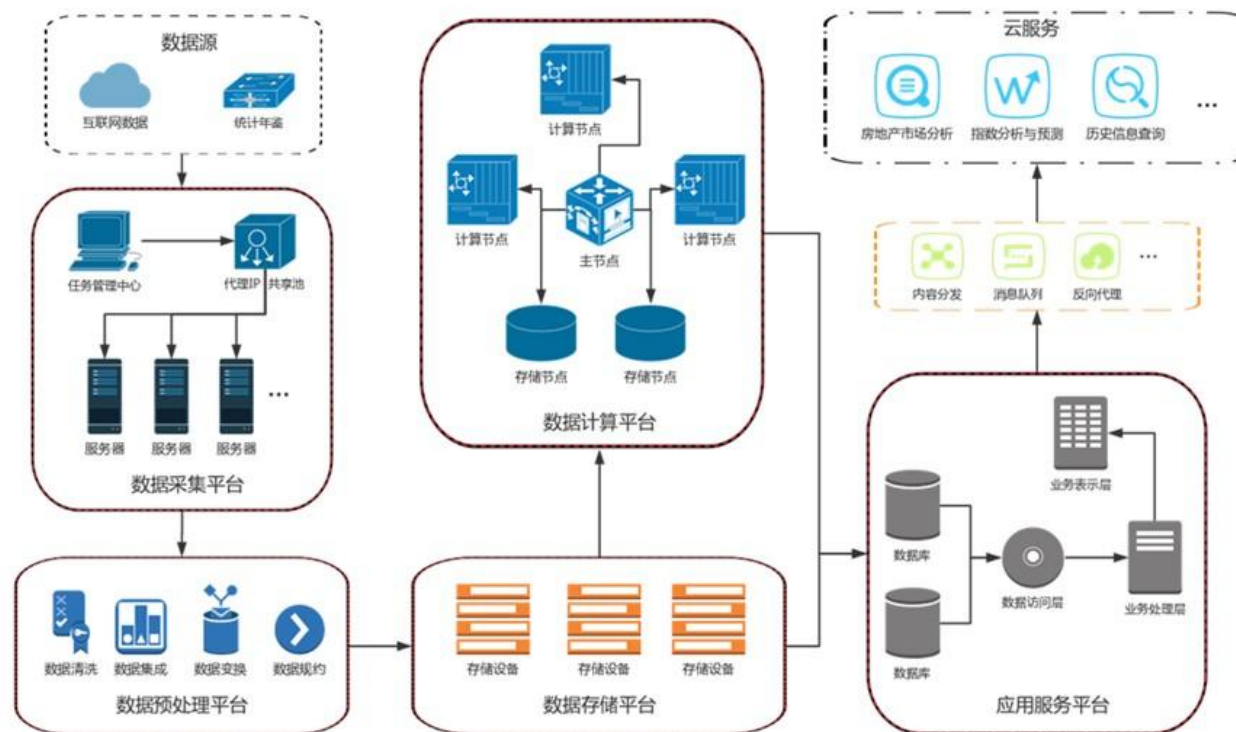 数据源
互联网数据
统计年鉴
任务管理中心
代理IP 共享池
服务器
服务器
服务器
...
数据采集平台
数据清洗
数据集成
数据变换
数据规约
数据预处理平台
计算节点
计算节点
主节点
计算节点
存储节点
存储节点
数据计算平台
存储设备
存储设备
存储设备
数据存储平台
云服务
房地产市场分析
指数分析与预测
历史信息查询
...
内容分发
消息队列
反向代理
...
业务表示层
数据库
数据访问层
业务处理层
数据库
应用服务平台